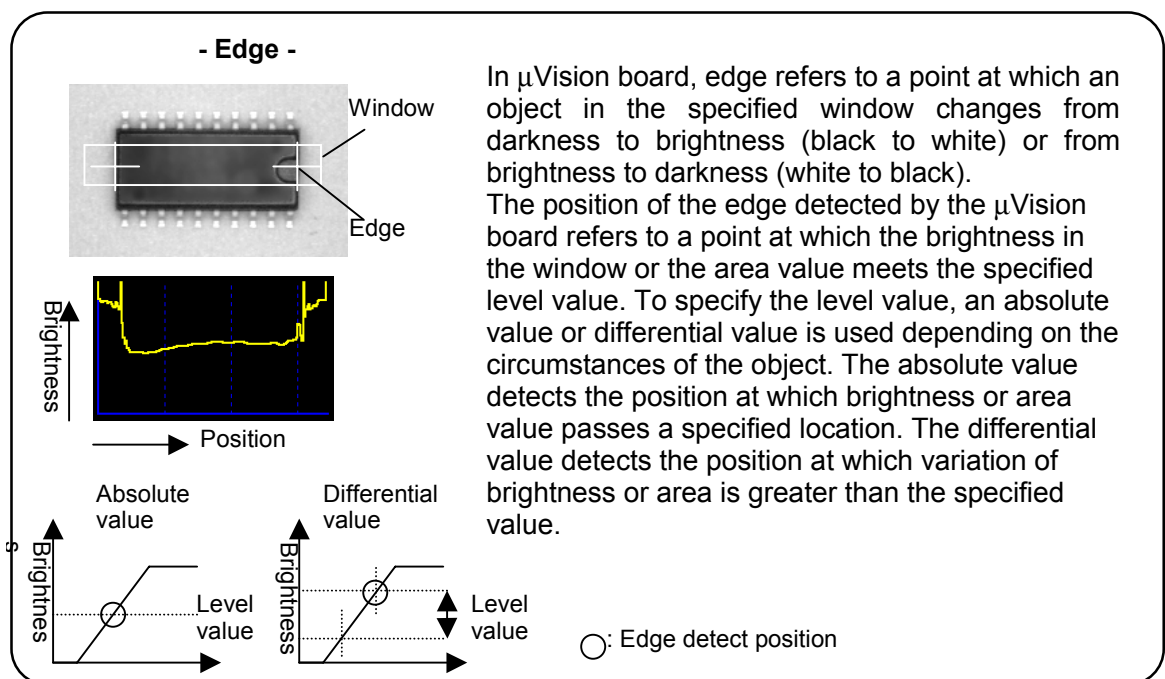 - Edge -
Window
Edge
Brightness
Position
In µVision board, edge refers to a point at which an
object in the specified window changes from
darkness to brightness (black to white) or from
brightness to darkness (white to black).
The position of the edge detected by the µVision
board refers to a point at which the brightness in
the window or the area value meets the specified
level value. To specify the level value, an absolute
value or differential value is used depending on the
circumstances of the object. The absolute value
detects the position at which brightness or area
value passes a specified location. The differential
value detects the position at which variation of
brightness or area is greater than the specified
value.
Absolute
value
Brightnes
s
Level
value
Differential
value
Brightness
Level
value
: Edge detect position